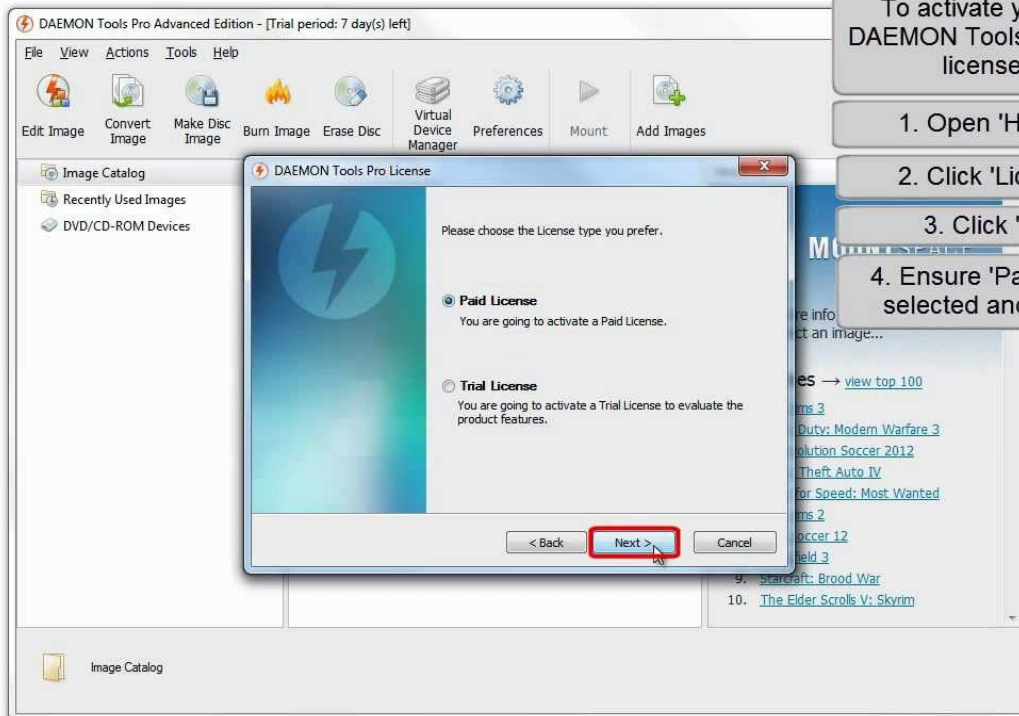 DAEMON Tools Pro Advanced Edition - [Trial period: 7 day(s) left]
File View Actions Tools Help
Edit Image
Convert Image
Make Disc Image
Burn Image
Erase Disc
Virtual Device Manager
Preferences
Mount
Add Images
Image Catalog
Recently Used Images
DVD/CD-ROM Devices
DAEMON Tools Pro License
Please choose the License type you prefer.
Paid License
You are going to activate a Paid License.
Trial License
You are going to activate a Trial License to evaluate the
product features.
< Back
Next >
Cancel
To activate
DAEMON Tools
license
1. Open
2. Click
3. Click
4. Ensure
selected
info
an image...
→ view top 100
3
Duty: Modern Warfare 3
Soccer 2012
Theft Auto IV
for Speed: Most Wanted
2
12
3
9. Starcraft: Brood War
10. The Elder Scrolls V: Skyrim
Image Catalog